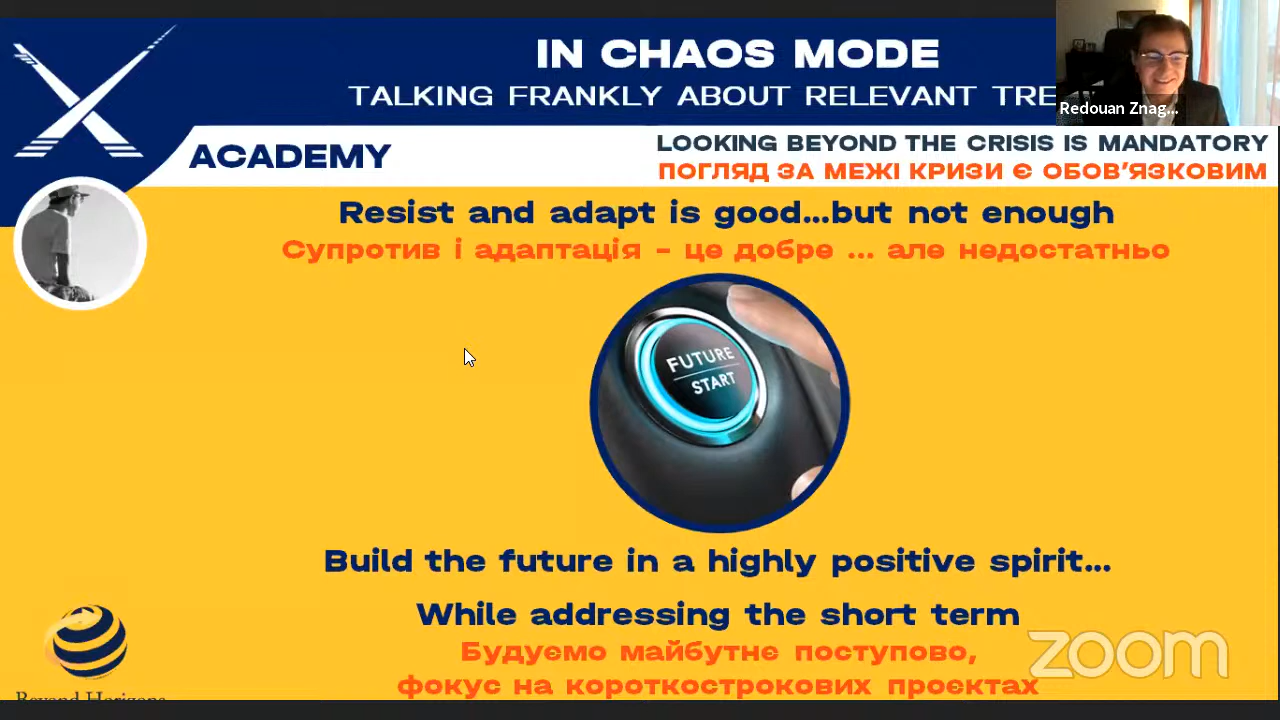 IN CHAOS MODE
TALKING FRANKLY ABOUT RELEVANT TRE
Redouan Znag...
ACADEMY
LOOKING BEYOND THE CRISIS IS MANDATORY
ПОГЛЯД ЗА МЕЖІ КРИЗИ Є ОБОВ'ЯЗКОВИМ
Resist and adapt is good...but not enough
Супротив і адаптація - це добре ... але недостатньо
FUTURE
START
Build the future in a highly positive spirit...
While addressing the short term
Будуємо майбутнє поступово,
фокус на короткострокових проєктах
zoom
Beyond Horizons